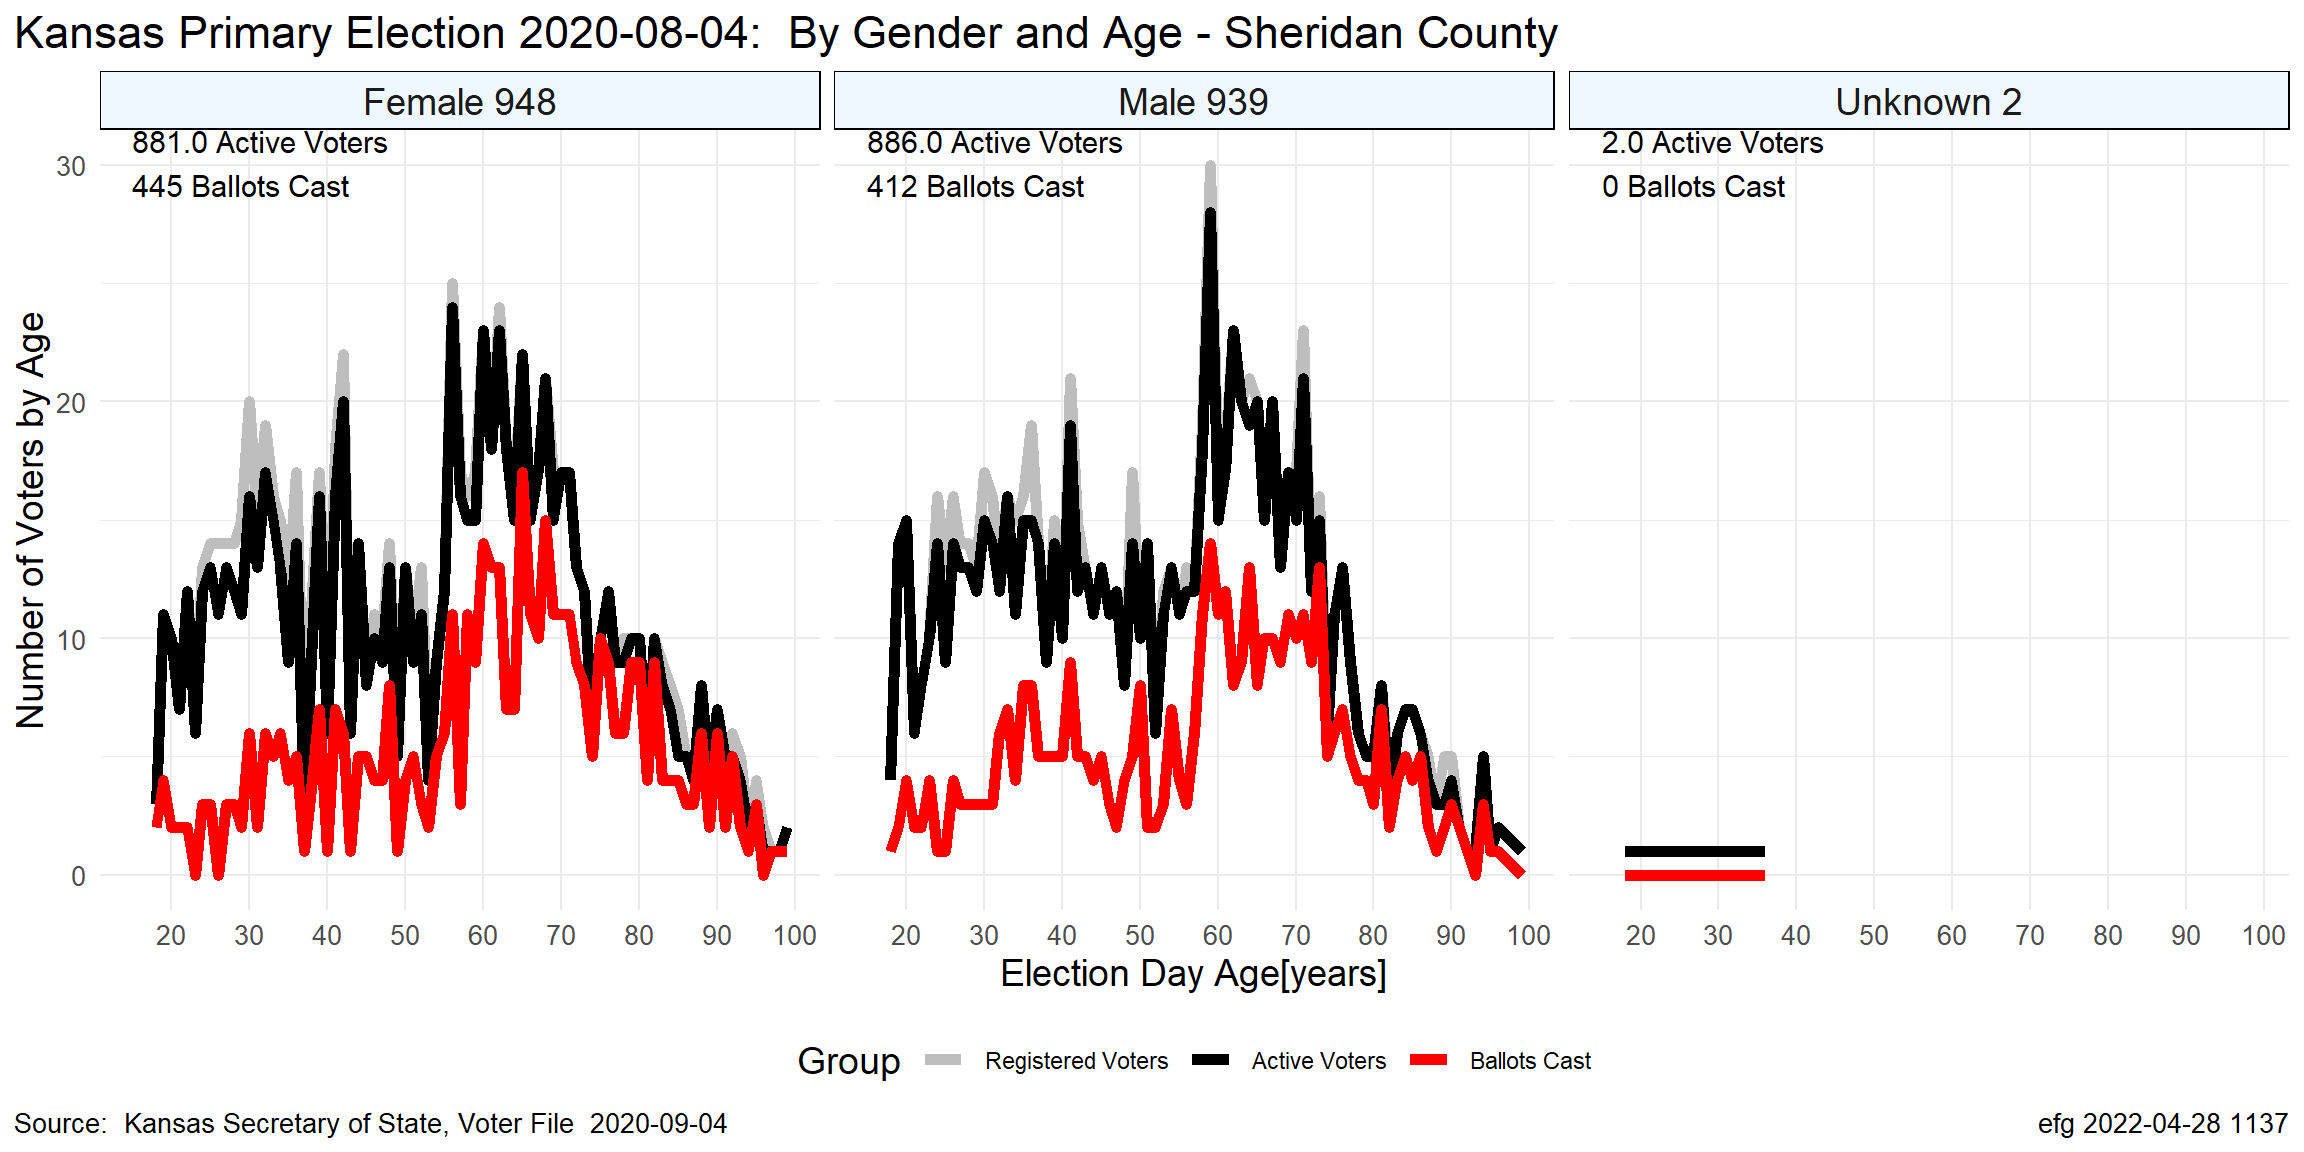 Kansas Primary Election 2020-08-04:  By Gender and Age - Sheridan County
Female 948
Male 939
Unknown 2
881.0 Active Voters
445 Ballots Cast
886.0 Active Voters
412 Ballots Cast
2.0 Active Voters
0 Ballots Cast
Number of Voters by Age
30
20
10
0
20 30 40 50 60 70 80 90 100
20 30 40 50 60 70 80 90 100
20 30 40 50 60 70 80 90 100
Election Day Age[years]
Group Registered Voters Active Voters Ballots Cast
Source:  Kansas Secretary of State, Voter File  2020-09-04
efg 2022-04-28 1137